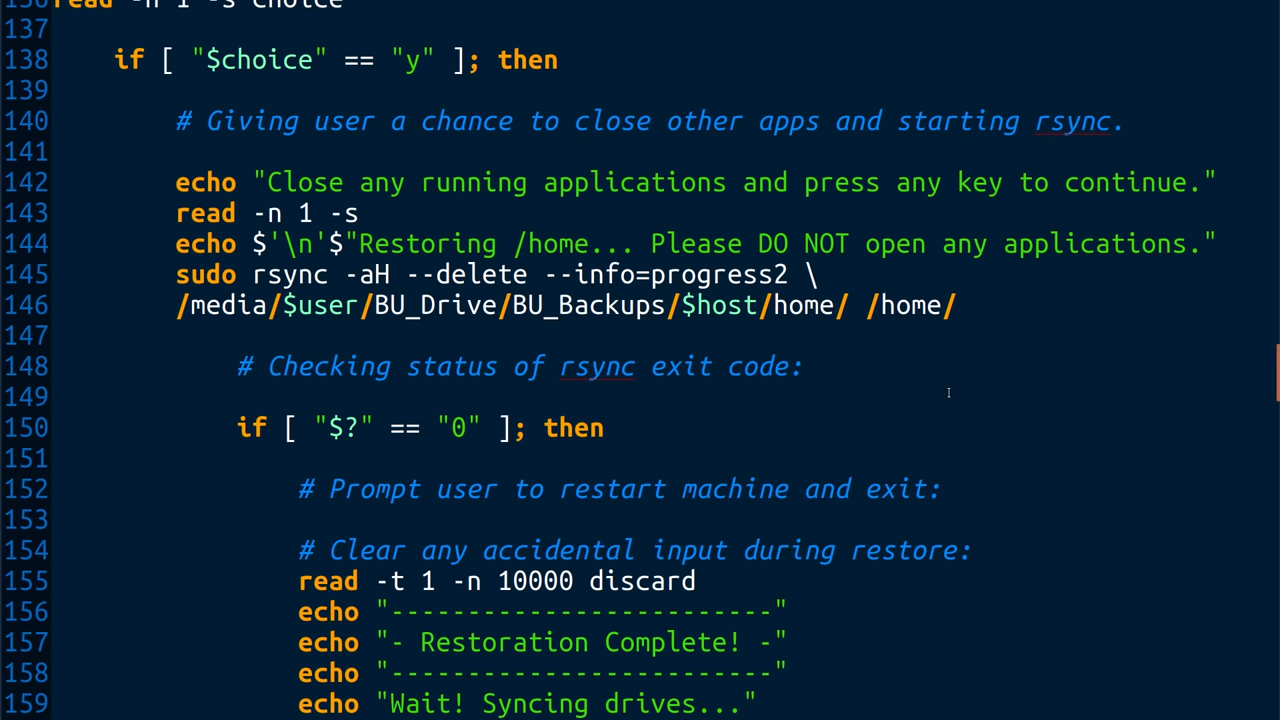 136 read -n 1 -s choice
137
138 if [ "$choice" == "y" ]; then
139
140 # Giving user a chance to close other apps and starting rsync.
141
142 echo "Close any running applications and press any key to continue."
143 read -n 1 -s
144 echo $'\n'$"Restoring /home... Please DO NOT open any applications."
145 sudo rsync -aH --delete --info=progress2 \
146 /media/$user/BU_Drive/BU_Backups/$host/home/ /home/
147
148 # Checking status of rsync exit code:
149
150 if [ "$?" == "0" ]; then
151
152 # Prompt user to restart machine and exit:
153
154 # Clear any accidental input during restore:
155 read -t 1 -n 10000 discard
156 echo "-------------------------"
157 echo "- Restoration Complete! -"
158 echo "-------------------------"
159 echo "Wait! Syncing drives..."